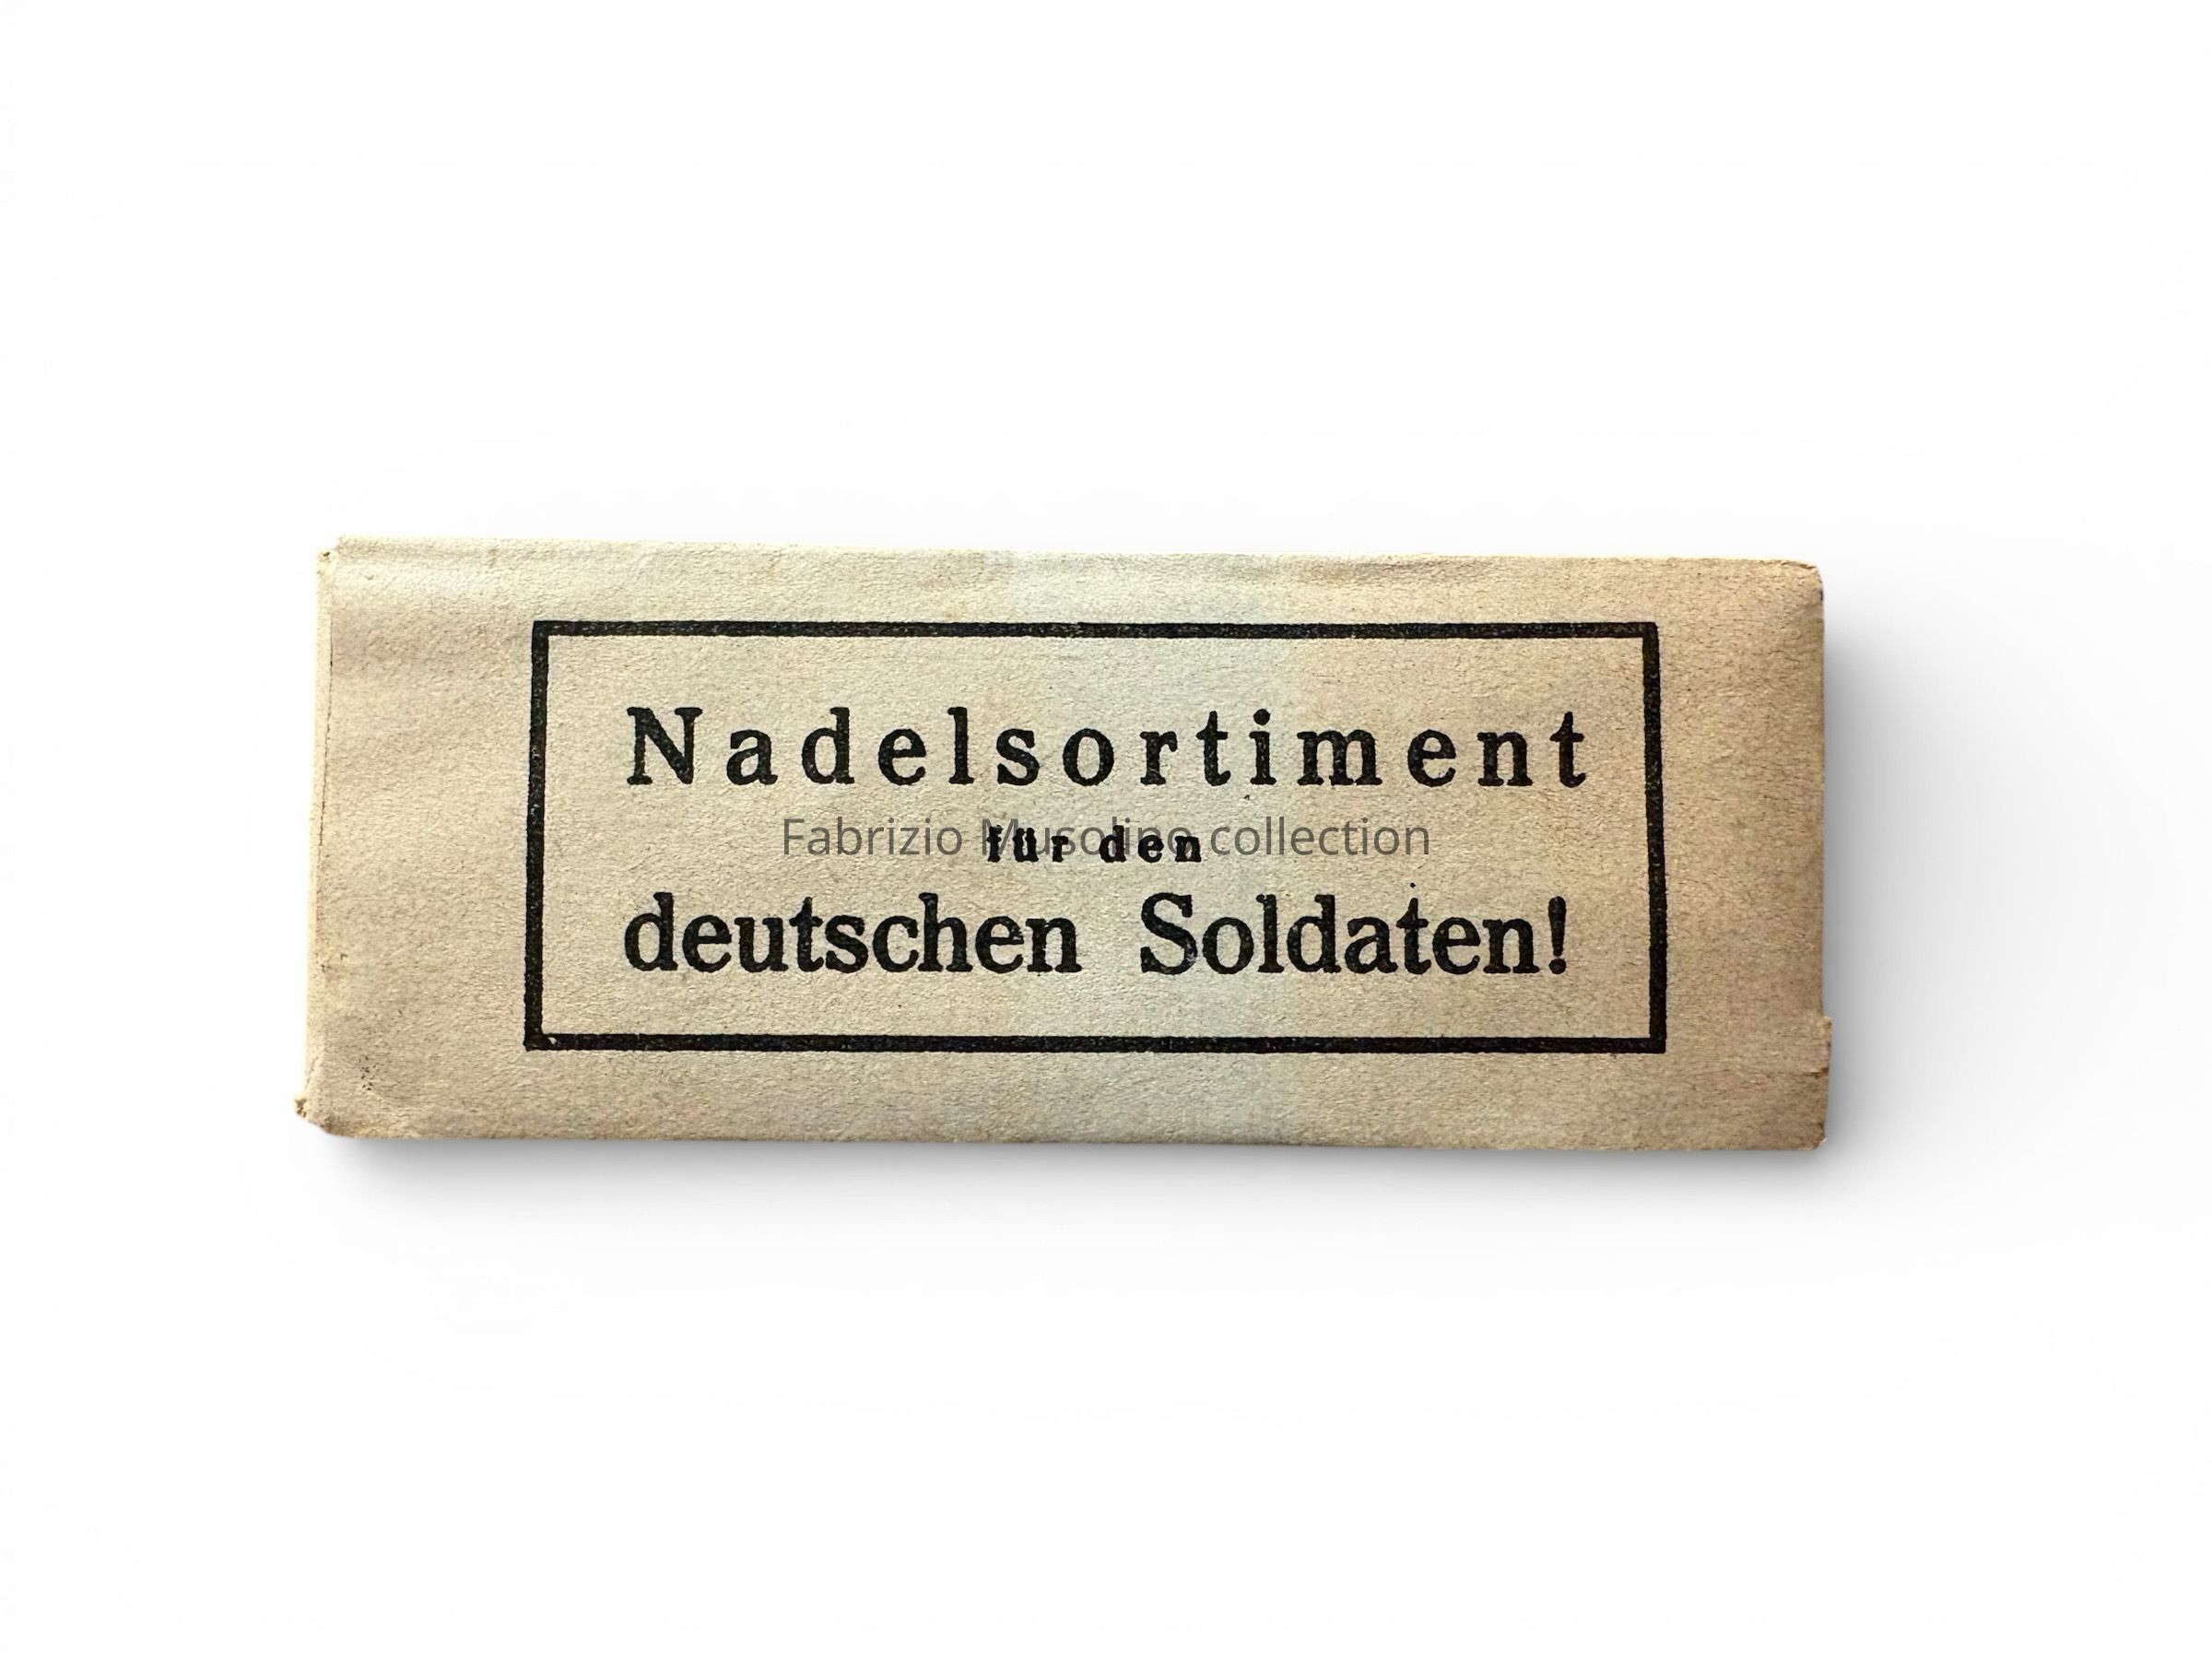 Nadelsortiment
für den
Fabrizio Musolino collection
deutschen Soldaten!